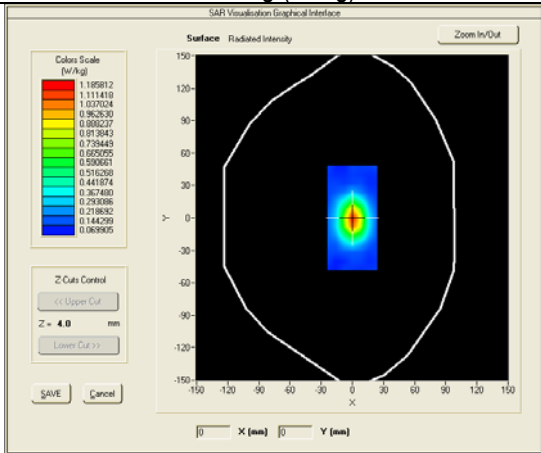 SAR Visualisation Graphical Interface
Surface Radiated Intensity
Zoom In/Out
Colors Scale
(W/kg)
1.185812
1.111418
1.037024
0.962630
0.888237
0.813843
0.739449
0.665055
0.590661
0.516268
0.441874
0.367480
0.293086
0.218692
0.144299
0.069905
Z-Cuts Control
<< Upper Cut
Z = 4.0 mm
Lower Cut >>
SAVE Cancel
150
120
90
60
30
0
-30
-60
-90
-120
-150
Y
-150 -120 -90 -60 -30 0 30 60 90 120 150
X
0 X (mm) 0 Y (mm)